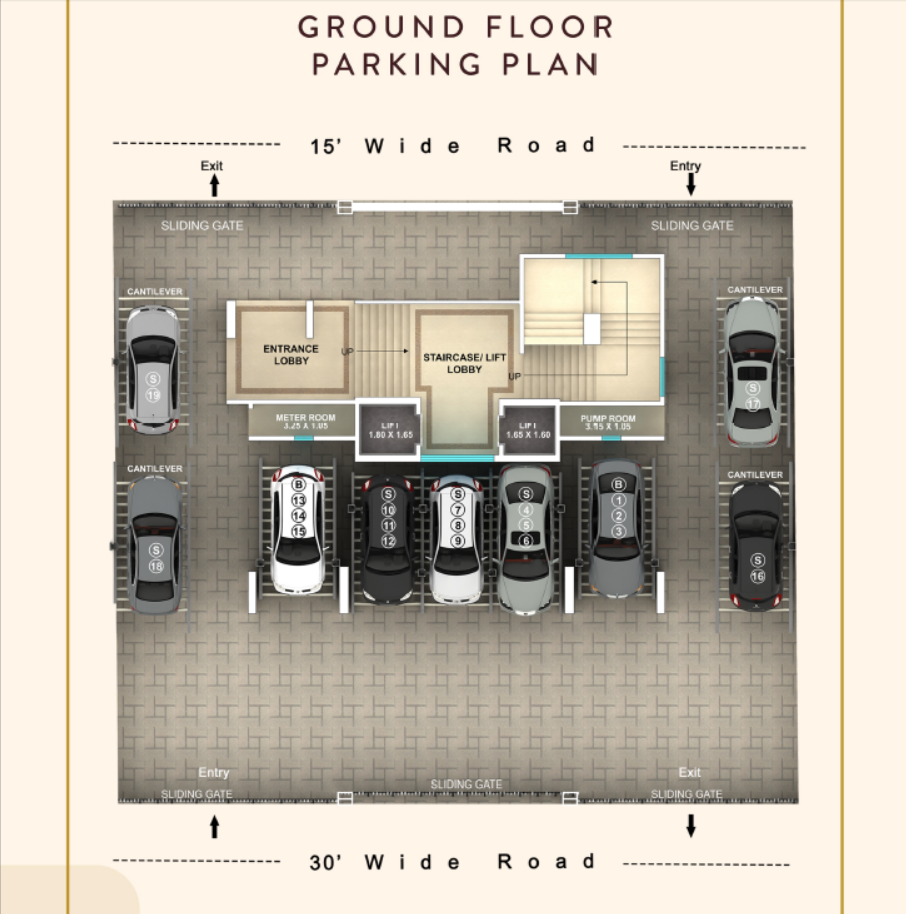 GROUND FLOOR
PARKING PLAN
15' Wide Road
Exit
Entry
SLIDING GATE
SLIDING GATE
CANTILEVER
CANTILEVER
S
19
S
17
ENTRANCE
LOBBY
UP
STAIRCASE/ LIFT
LOBBY
UP
METER ROOM
3.25 X 1.05
LIFT
1.80 X 1.65
LIFT
1.65 X 1.60
PUMP ROOM
3.15 X 1.05
CANTILEVER
CANTILEVER
S
18
B
13
14
15
S
10
11
12
S
7
8
9
S
4
5
6
B
1
2
3
S
16
Entry
Exit
SLIDING GATE
SLIDING GATE
SLIDING GATE
30' Wide Road